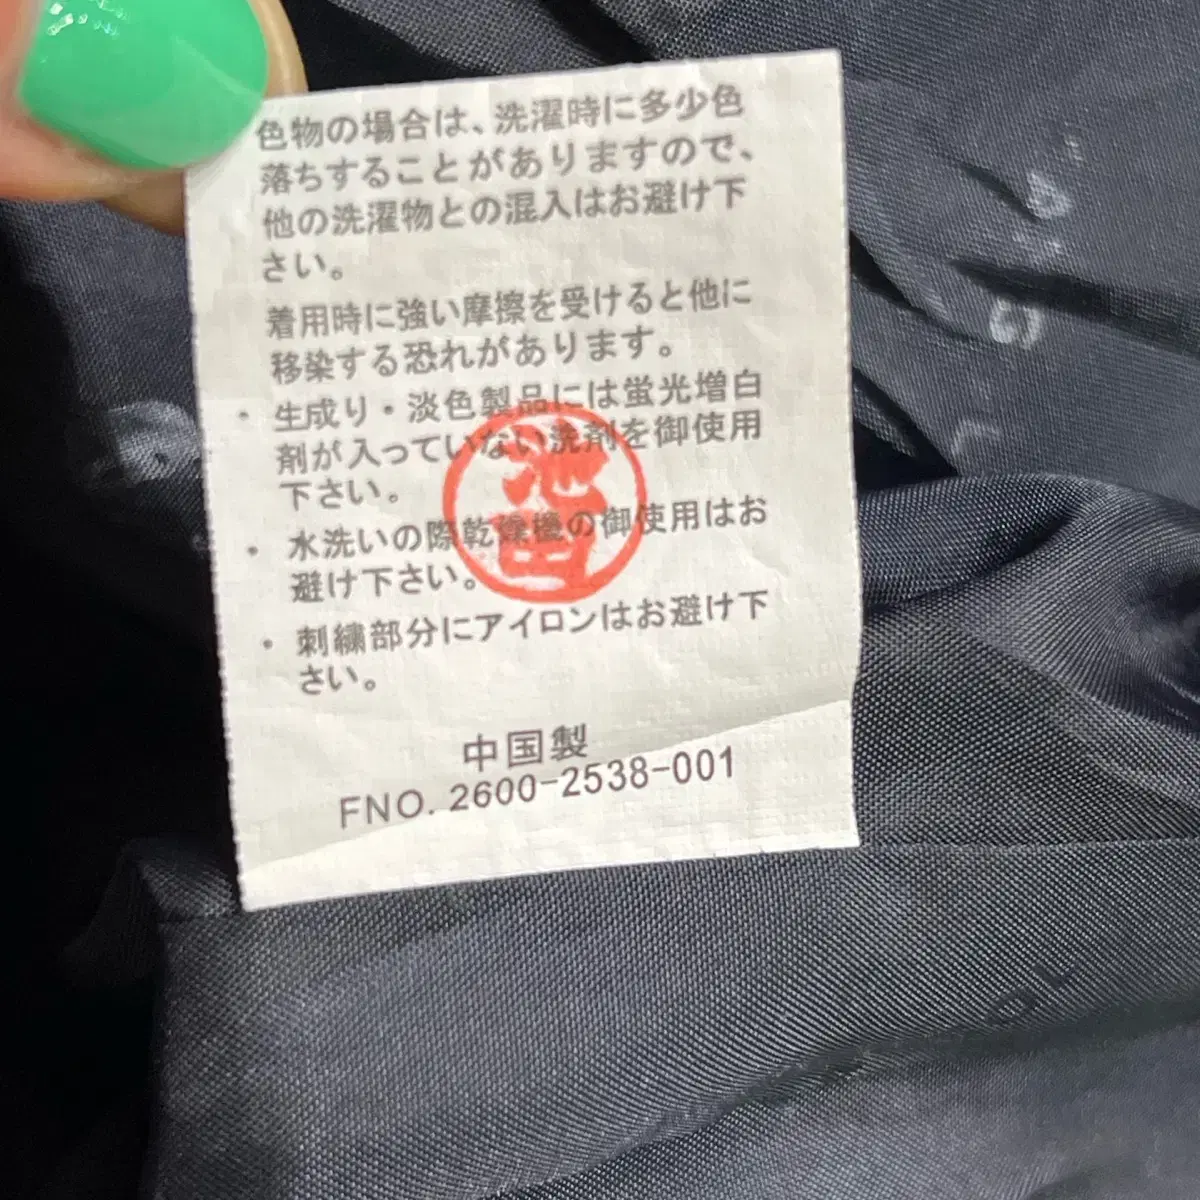 色物の場合は、洗濯時に多少色
落ちすることがありますので、
他の洗濯物との混入はお避け下
さい。
着用時に強い摩擦を受けると他に
移染する恐れがあります。
・生成り・淡色製品には蛍光増白
剤が入っていない洗剤を御使用
下さい。
・水洗いの際乾燥機の御使用はお
避け下さい。
・刺繍部分にアイロンはお避け下
さい。
池田
中国製
FNO. 2600-2538-001